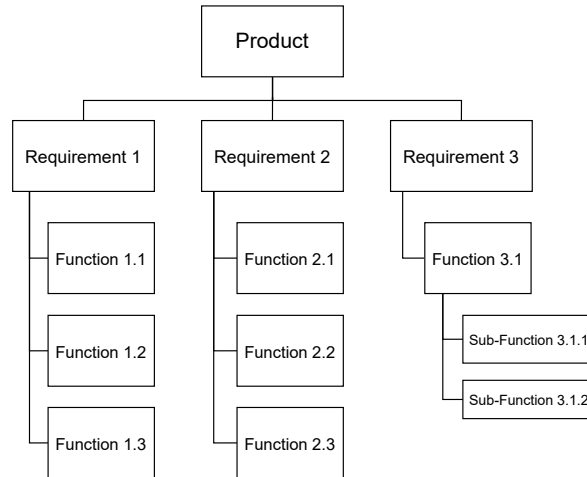 Product
Requirement 1
Requirement 2
Requirement 3
Function 1.1
Function 2.1
Function 3.1
Function 1.2
Function 2.2
Sub-Function 3.1.1
Sub-Function 3.1.2
Function 1.3
Function 2.3